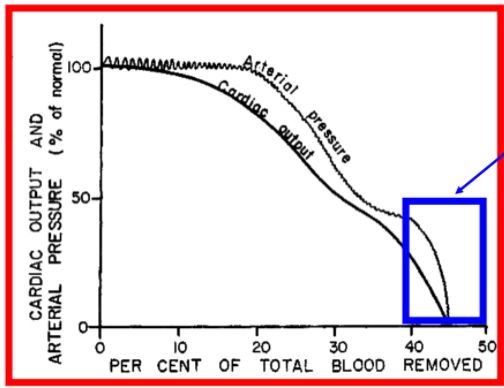 CARDIAC OUTPUT AND
ARTERIAL PRESSURE (% of normal)
100
50
0
Arterial pressure
Cardiac output
0 10 20 30 40 50
PER CENT OF TOTAL BLOOD REMOVED